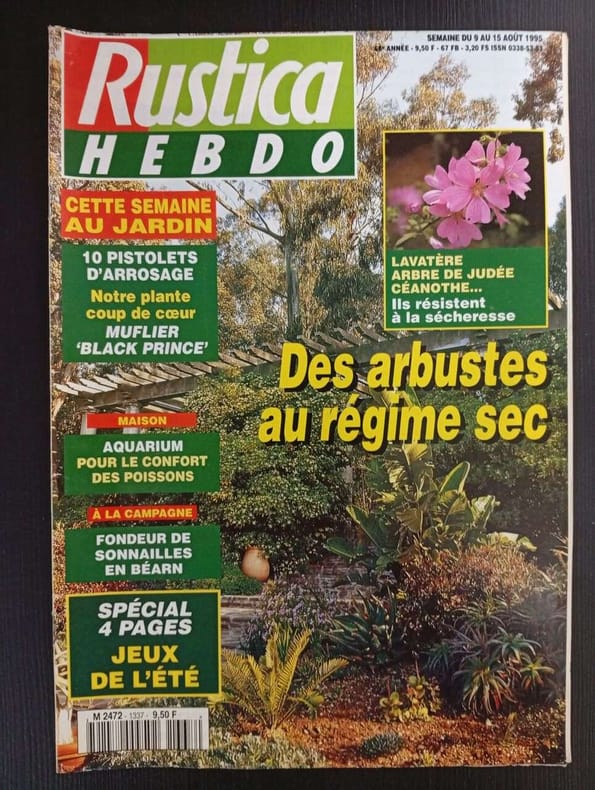 SEMAINE DU 9 AU 15 AOÛT 1995
68e ANNÉE - 9,50 F - 67 FB - 3,20 FS ISSN 0338-53-63
Rustica
HEBDO
CETTE SEMAINE
AU JARDIN
10 PISTOLETS
D'ARROSAGE
Notre plante
coup de cœur
MUFLIER
'BLACK PRINCE'
LAVATÈRE
ARBRE DE JUDÉE
CÉANOTHE...
Ils résistent
à la sécheresse
Des arbustes
au régime sec
MAISON
AQUARIUM
POUR LE CONFORT
DES POISSONS
À LA CAMPAGNE
FONDEUR DE
SONNAILLES
EN BÉARN
SPÉCIAL
4 PAGES
JEUX
DE L'ÉTÉ
M 2472 - 1337 - 9,50 F